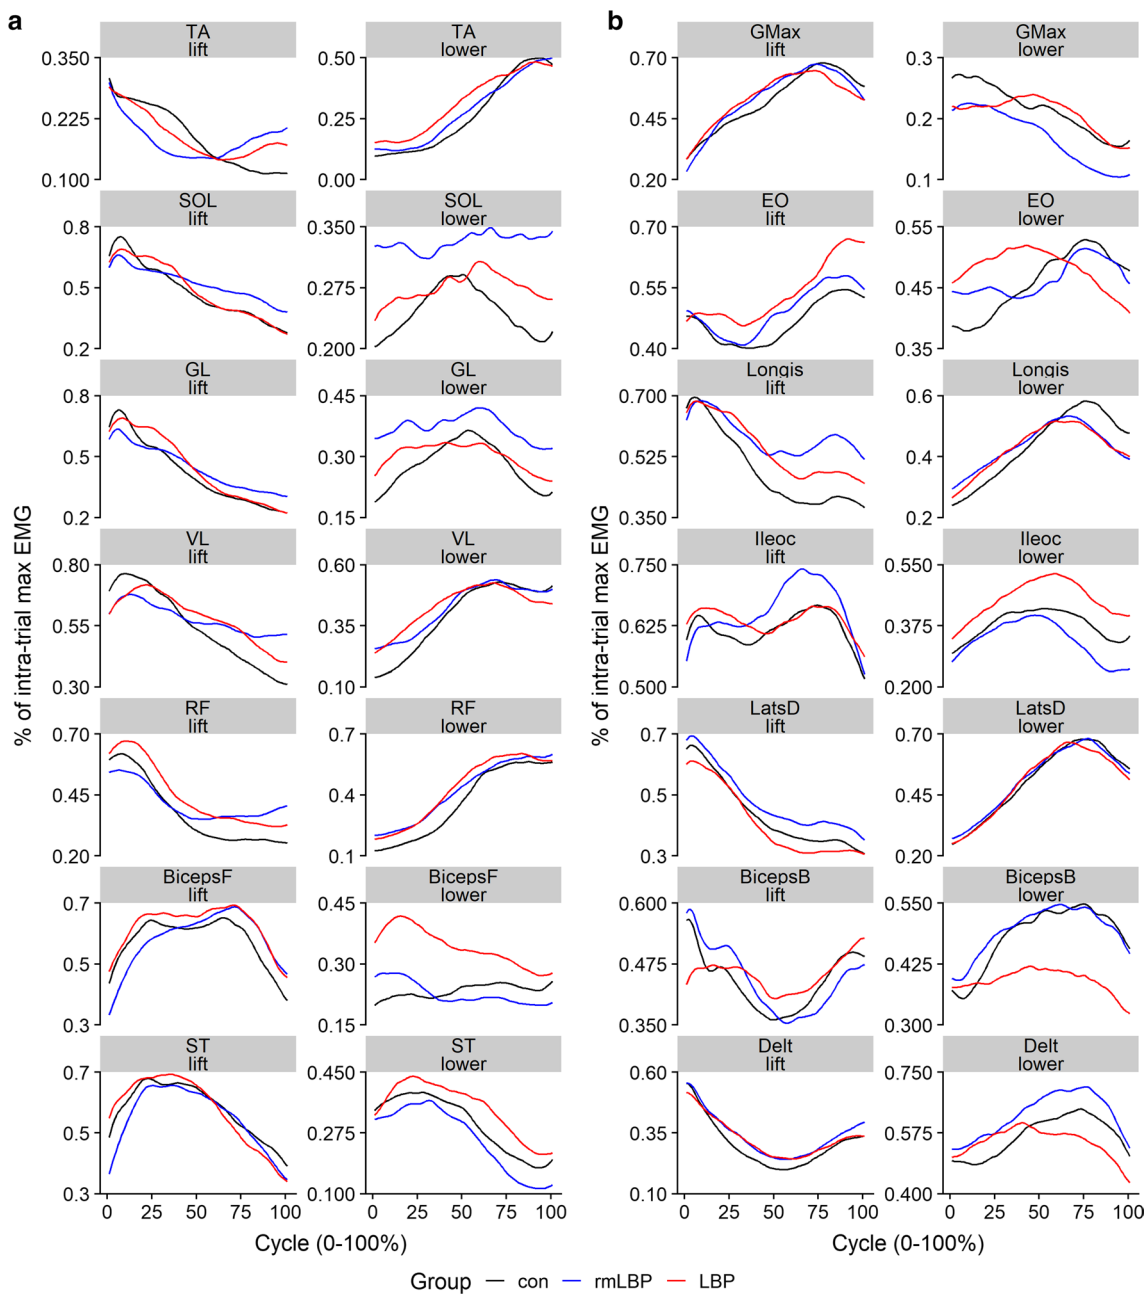 a
b
% of intra-trial max EMG
% of intra-trial max EMG
TA
lift
0.350
0.225
0.100
TA
lower
0.50
0.25
0.00
GMax
lift
0.70
0.45
0.20
GMax
lower
0.3
0.2
0.1
SOL
lift
0.8
0.5
0.2
SOL
lower
0.350
0.275
0.200
EO
lift
0.70
0.55
0.40
EO
lower
0.55
0.45
0.35
GL
lift
0.8
0.5
0.2
GL
lower
0.45
0.30
0.15
Longis
lift
0.700
0.525
0.350
Longis
lower
0.6
0.4
0.2
VL
lift
0.80
0.55
0.30
VL
lower
0.60
0.35
0.10
Ileoc
lift
0.750
0.625
0.500
Ileoc
lower
0.550
0.375
0.200
RF
lift
0.70
0.45
0.20
RF
lower
0.7
0.4
0.1
LatsD
lift
0.7
0.5
0.3
LatsD
lower
0.70
0.45
0.20
BicepsF
lift
0.7
0.5
0.3
BicepsF
lower
0.45
0.30
0.15
BicepsB
lift
0.600
0.475
0.350
BicepsB
lower
0.550
0.425
0.300
ST
lift
0.7
0.5
0.3
ST
lower
0.450
0.275
0.100
Delt
lift
0.60
0.35
0.10
Delt
lower
0.750
0.575
0.400
0 25 50 75 100
0 25 50 75 100
0 25 50 75 100
0 25 50 75 100
Cycle (0-100%)
Cycle (0-100%)
Group con rmLBP LBP